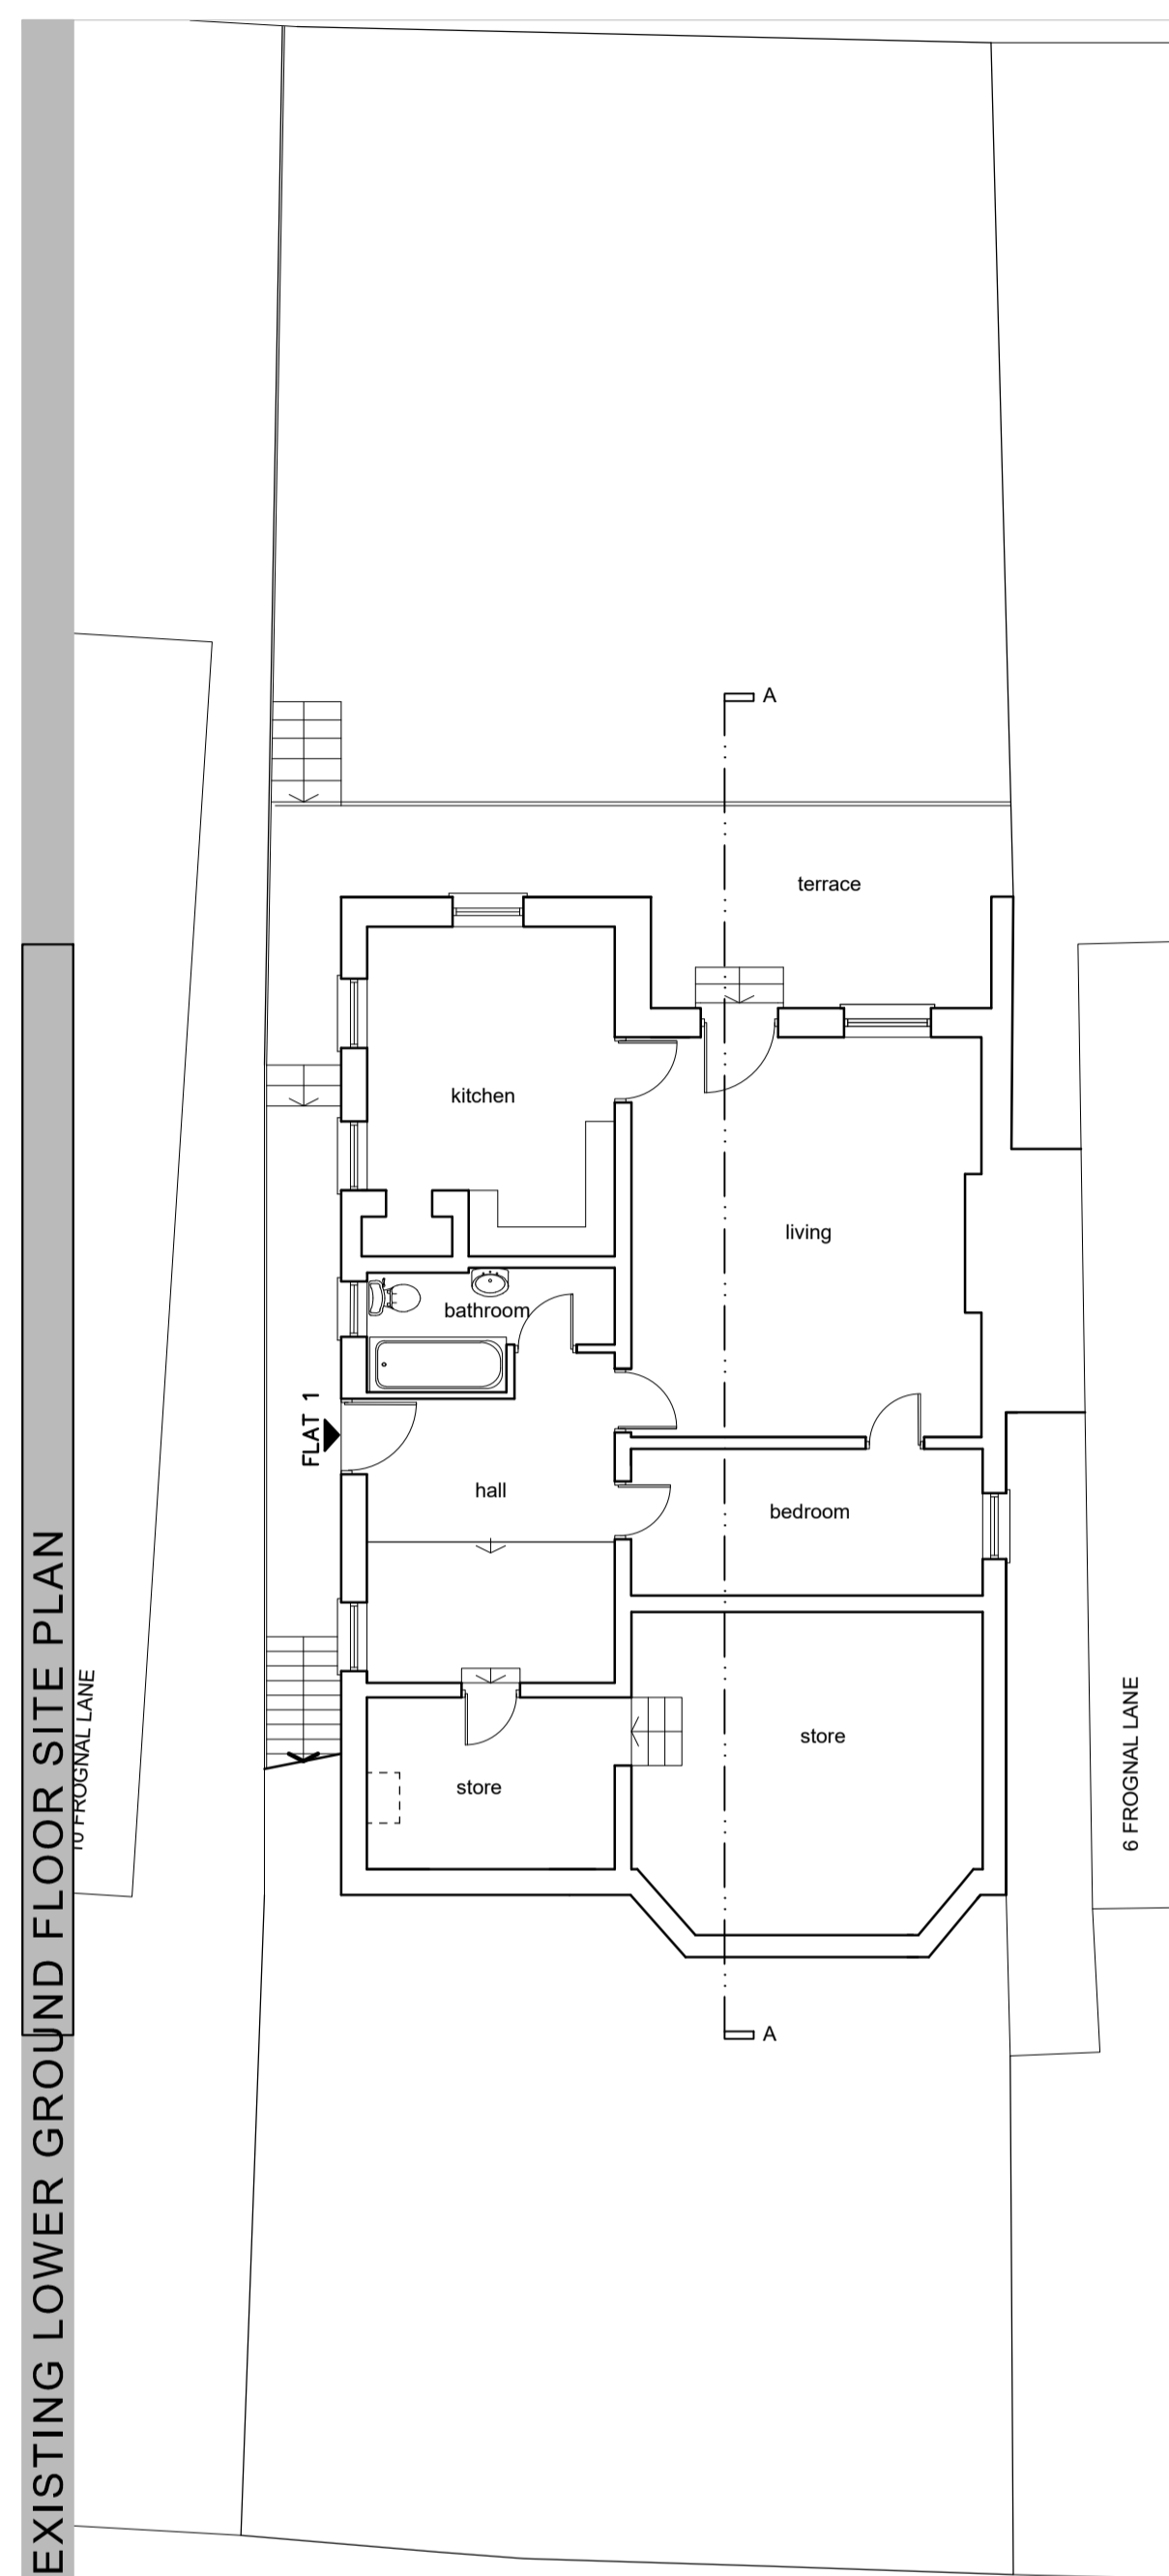 A
terrace
kitchen
living
bathroom
FLAT 1
hall
bedroom
store
store
A
10 FROGNAL LANE
6 FROGNAL LANE
EXISTING LOWER GROUND FLOOR SITE PLAN